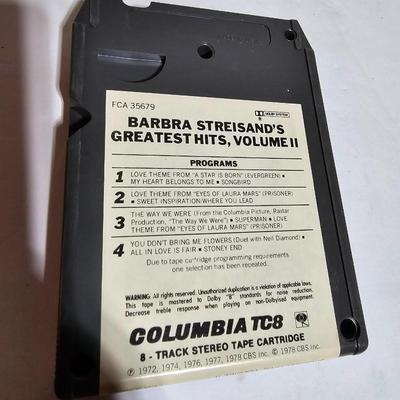 FCA 35679
DOLBY SYSTEM
BARBRA STREISAND'S
GREATEST HITS, VOLUME II
PROGRAMS
1 LOVE THEME FROM "A STAR IS BORN" (EVERGREEN) ■
MY HEART BELONGS TO ME ■ SONGBIRD
2 LOVE THEME FROM "EYES OF LAURA MARS" (PRISONER)
■ SWEET INSPIRATION/WHERE YOU LEAD
3 THE WAY WE WERE (From the Columbia Picture, Rastar
Production, "The Way We Were") ■ SUPERMAN ■ LOVE
THEME FROM "EYES OF LAURA MARS" (PRISONER)
4 YOU DON'T BRING ME FLOWERS (Duet with Neil Diamond) ■
ALL IN LOVE IS FAIR ■ STONEY END
Due to tape cartridge programming requirements
one selection has been repeated.
WARNING: All rights reserved. Unauthorized duplication is a violation of applicable laws.
This tape mastered to Dolby "B" standards for noise reduction.
Decrease treble response when playing on non-Dolbyised equipment.
COLUMBIA TC8
8 - TRACK STEREO TAPE CARTRIDGE
℗ 1972, 1974, 1976, 1977, 1978 CBS Inc. © 1978 CBS Inc.